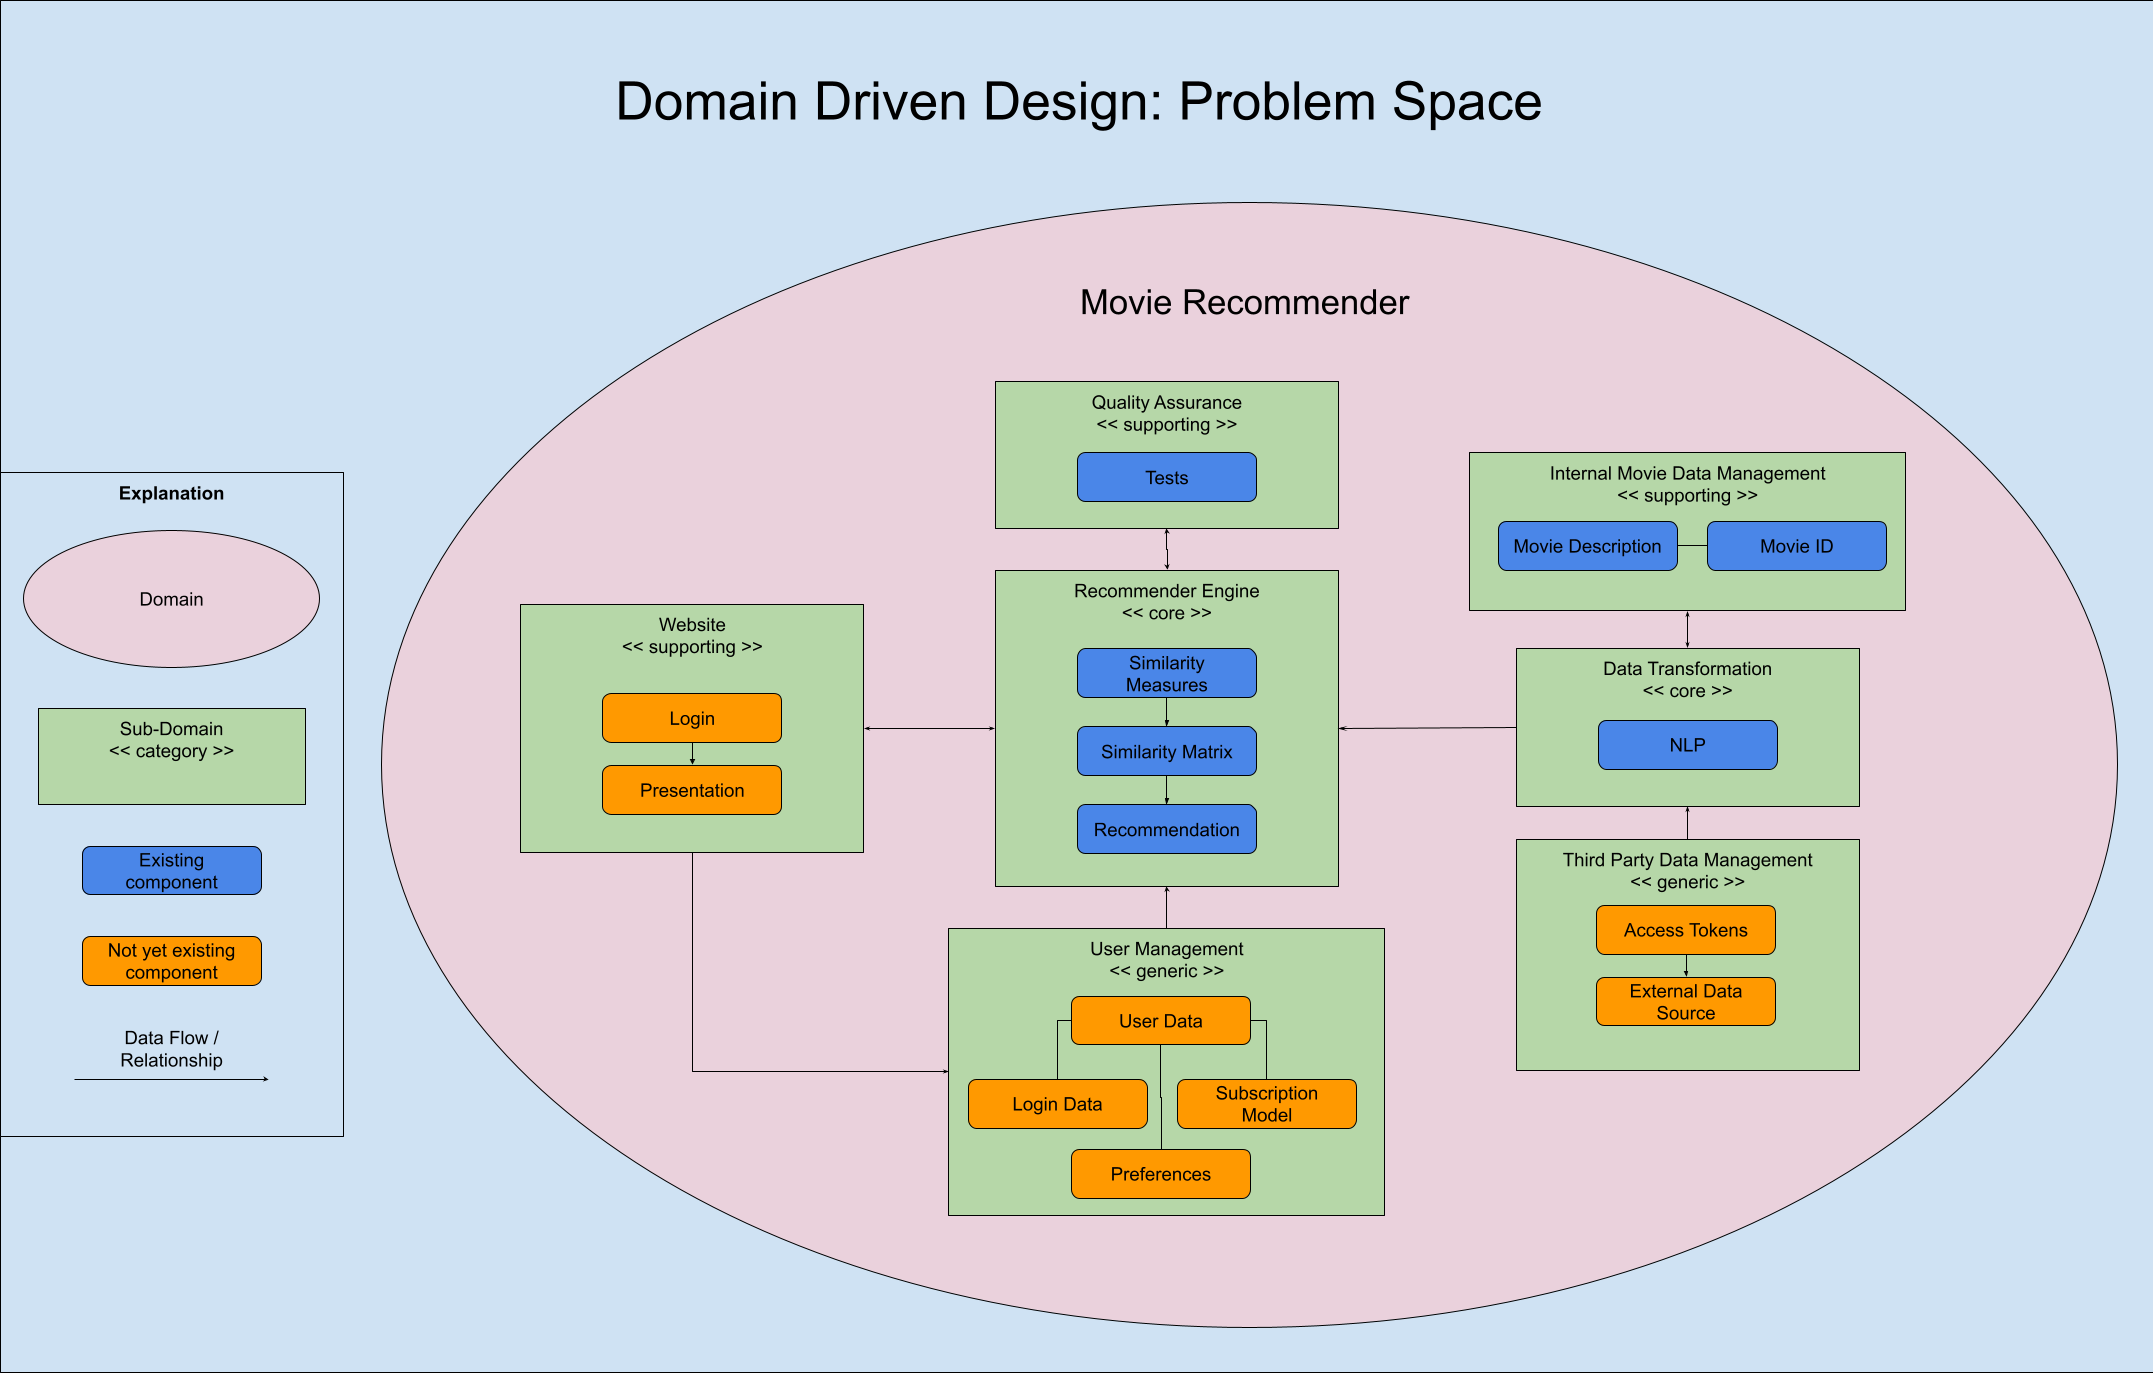 Domain Driven Design: Problem Space
Movie Recommender
Explanation
Domain
Sub-Domain
<< category >>
Existing
component
Not yet existing
component
Data Flow /
Relationship
Quality Assurance
<< supporting >>
Tests
Website
<< supporting >>
Login
Presentation
Recommender Engine
<< core >>
Similarity
Measures
Similarity Matrix
Recommendation
Internal Movie Data Management
<< supporting >>
Movie Description
Movie ID
Data Transformation
<< core >>
NLP
Third Party Data Management
<< generic >>
Access Tokens
External Data
Source
User Management
<< generic >>
User Data
Login Data
Subscription
Model
Preferences